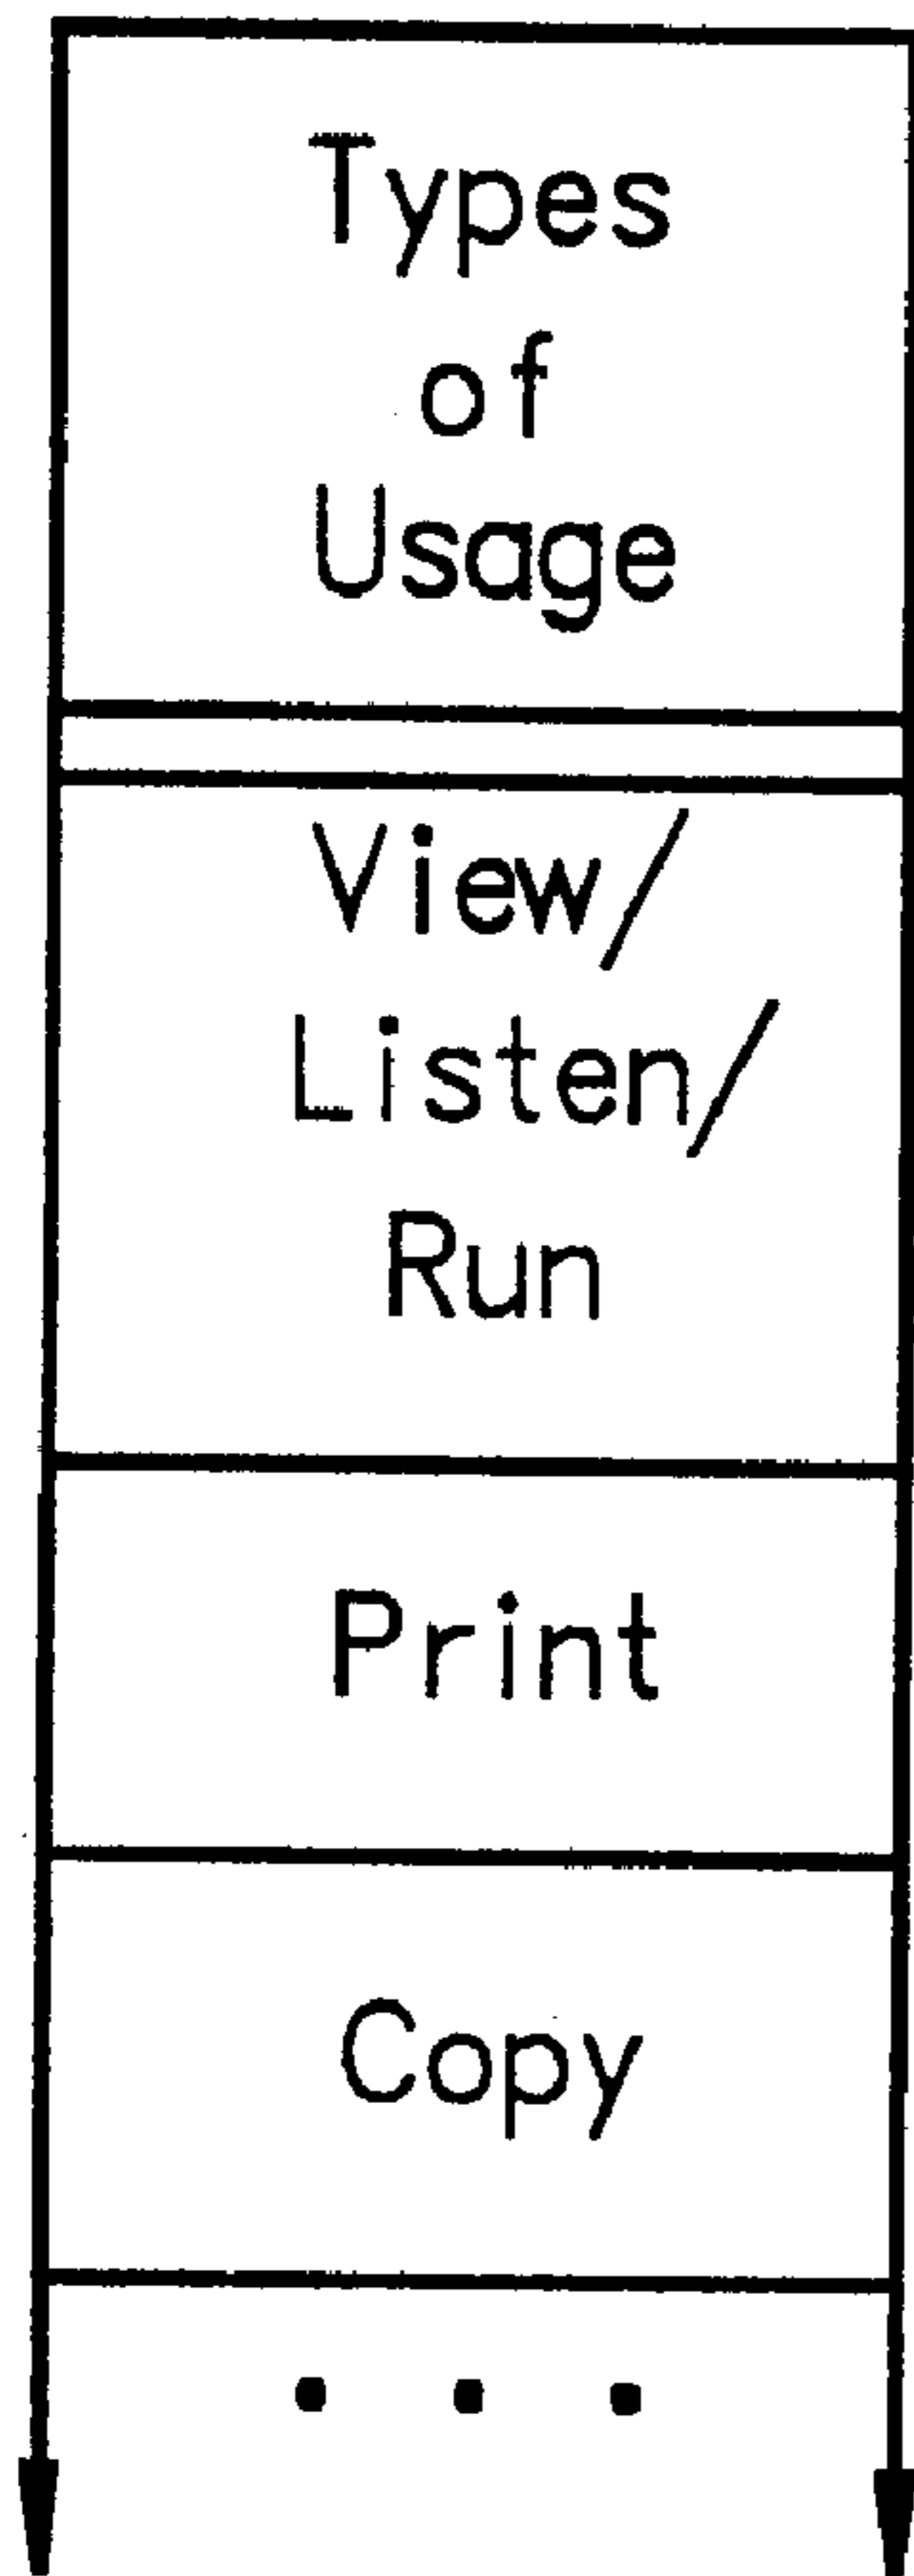 Types
of
Usage
View/
Listen/
Run
Print
Copy
. . .